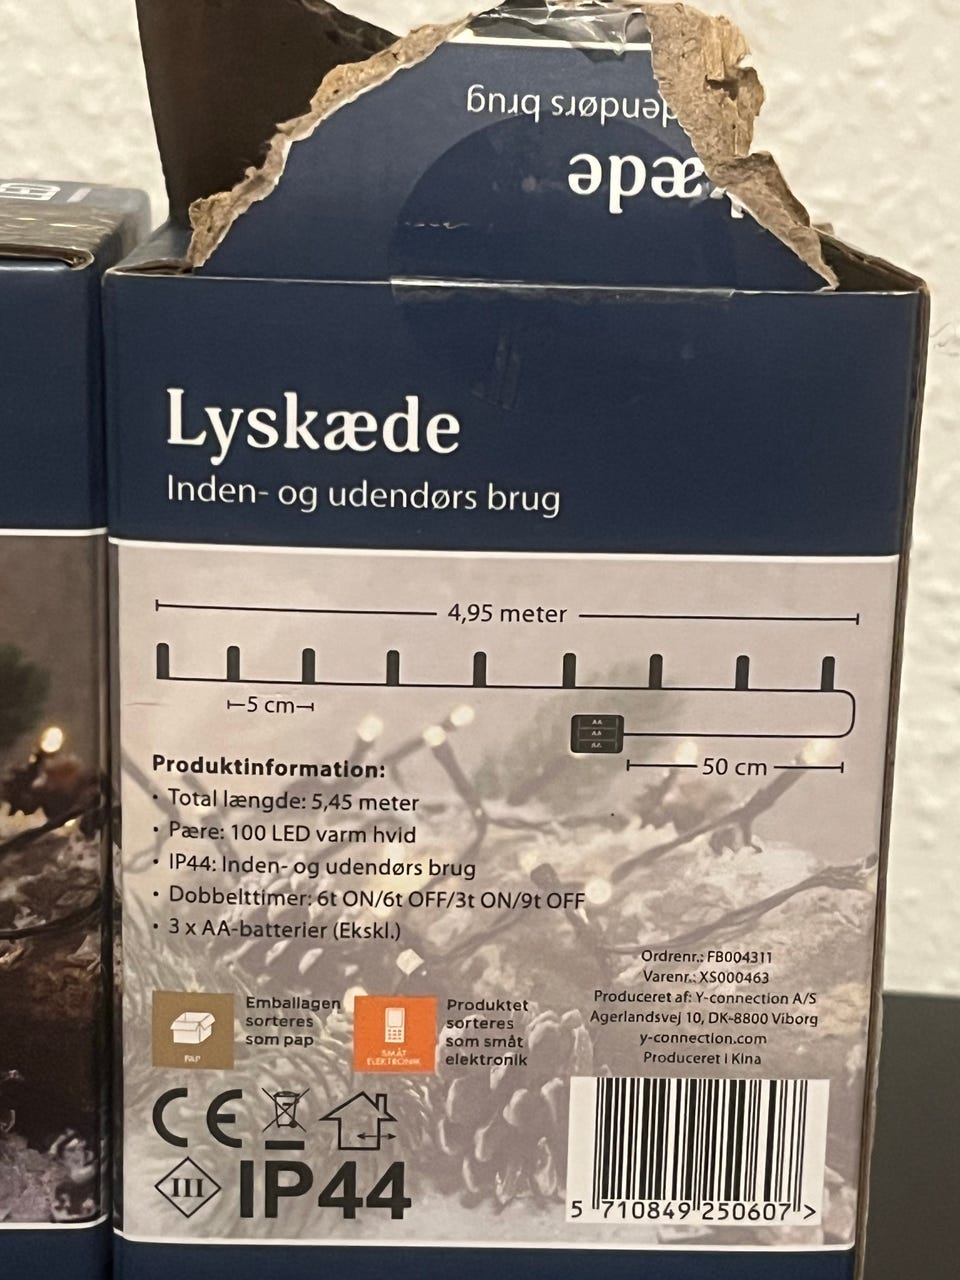 dendørs brug
kæde
Lyskæde
Inden- og udendørs brug
4,95 meter
5 cm
AA
AA
AA
50 cm
Produktinformation:
• Total længde: 5,45 meter
• Pære: 100 LED varm hvid
• IP44: Inden- og udendørs brug
• Dobbelttimer: 6t ON/6t OFF/3t ON/9t OFF
• 3 x AA-batterier (Ekskl.)
Ordrenr.: FB004311
Varenr.: XS000463
Produceret af: Y-connection A/S
Agerlandsvej 10, DK-8800 Viborg
y-connection.com
Produceret i Kina
PAP
Emballagen
sorteres
som pap
SMÅT
ELEKTRONIK
Produktet
sorteres
som småt
elektronik
CE
III
IP44
5 710849 250607 >